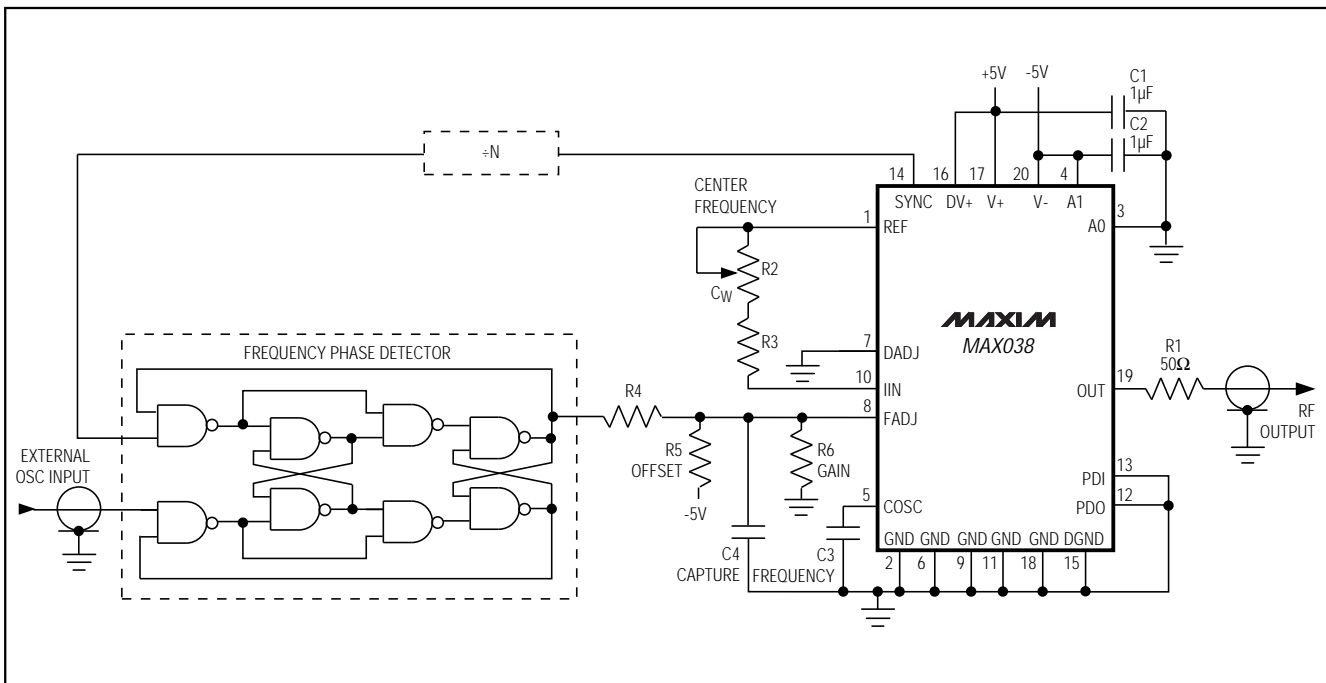 +5V
-5V
C1
1µF
C2
1µF
÷N
14
16
17
20
4
SYNC
DV+
V+
V-
A1
CENTER
FREQUENCY
1
REF
3
A0
R2
CW
R3
MAXIM
MAX038
7
DADJ
FREQUENCY PHASE DETECTOR
10
IIN
R1
50Ω
19
OUT
R4
8
FADJ
RF
OUTPUT
EXTERNAL
OSC INPUT
R5
OFFSET
-5V
R6
GAIN
13
PDI
12
PDO
5
COSC
C4
CAPTURE
C3
FREQUENCY
GND
GND
GND
GND
GND
DGND
2
6
9
11
18
15